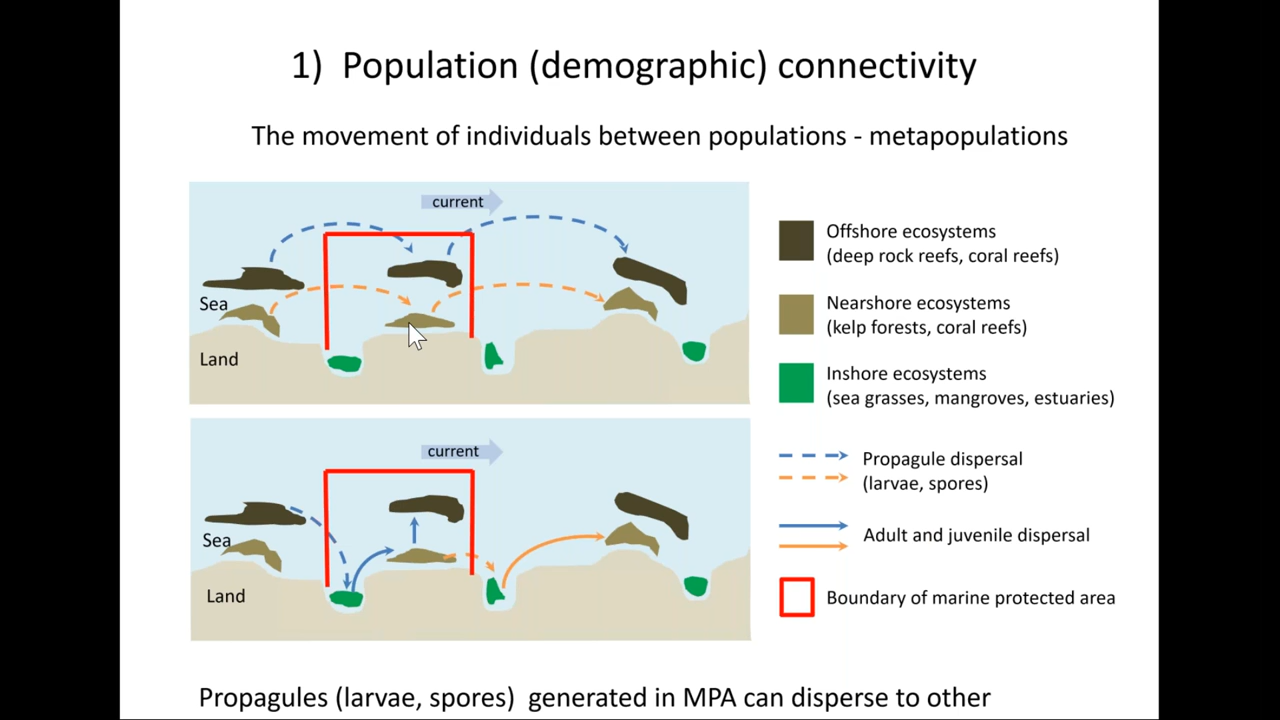 1) Population (demographic) connectivity
The movement of individuals between populations - metapopulations
current
Sea
Land
current
Sea
Land
Offshore ecosystems
(deep rock reefs, coral reefs)
Nearshore ecosystems
(kelp forests, coral reefs)
Inshore ecosystems
(sea grasses, mangroves, estuaries)
Propagule dispersal
(larvae, spores)
Adult and juvenile dispersal
Boundary of marine protected area
Propagules (larvae, spores) generated in MPA can disperse to other